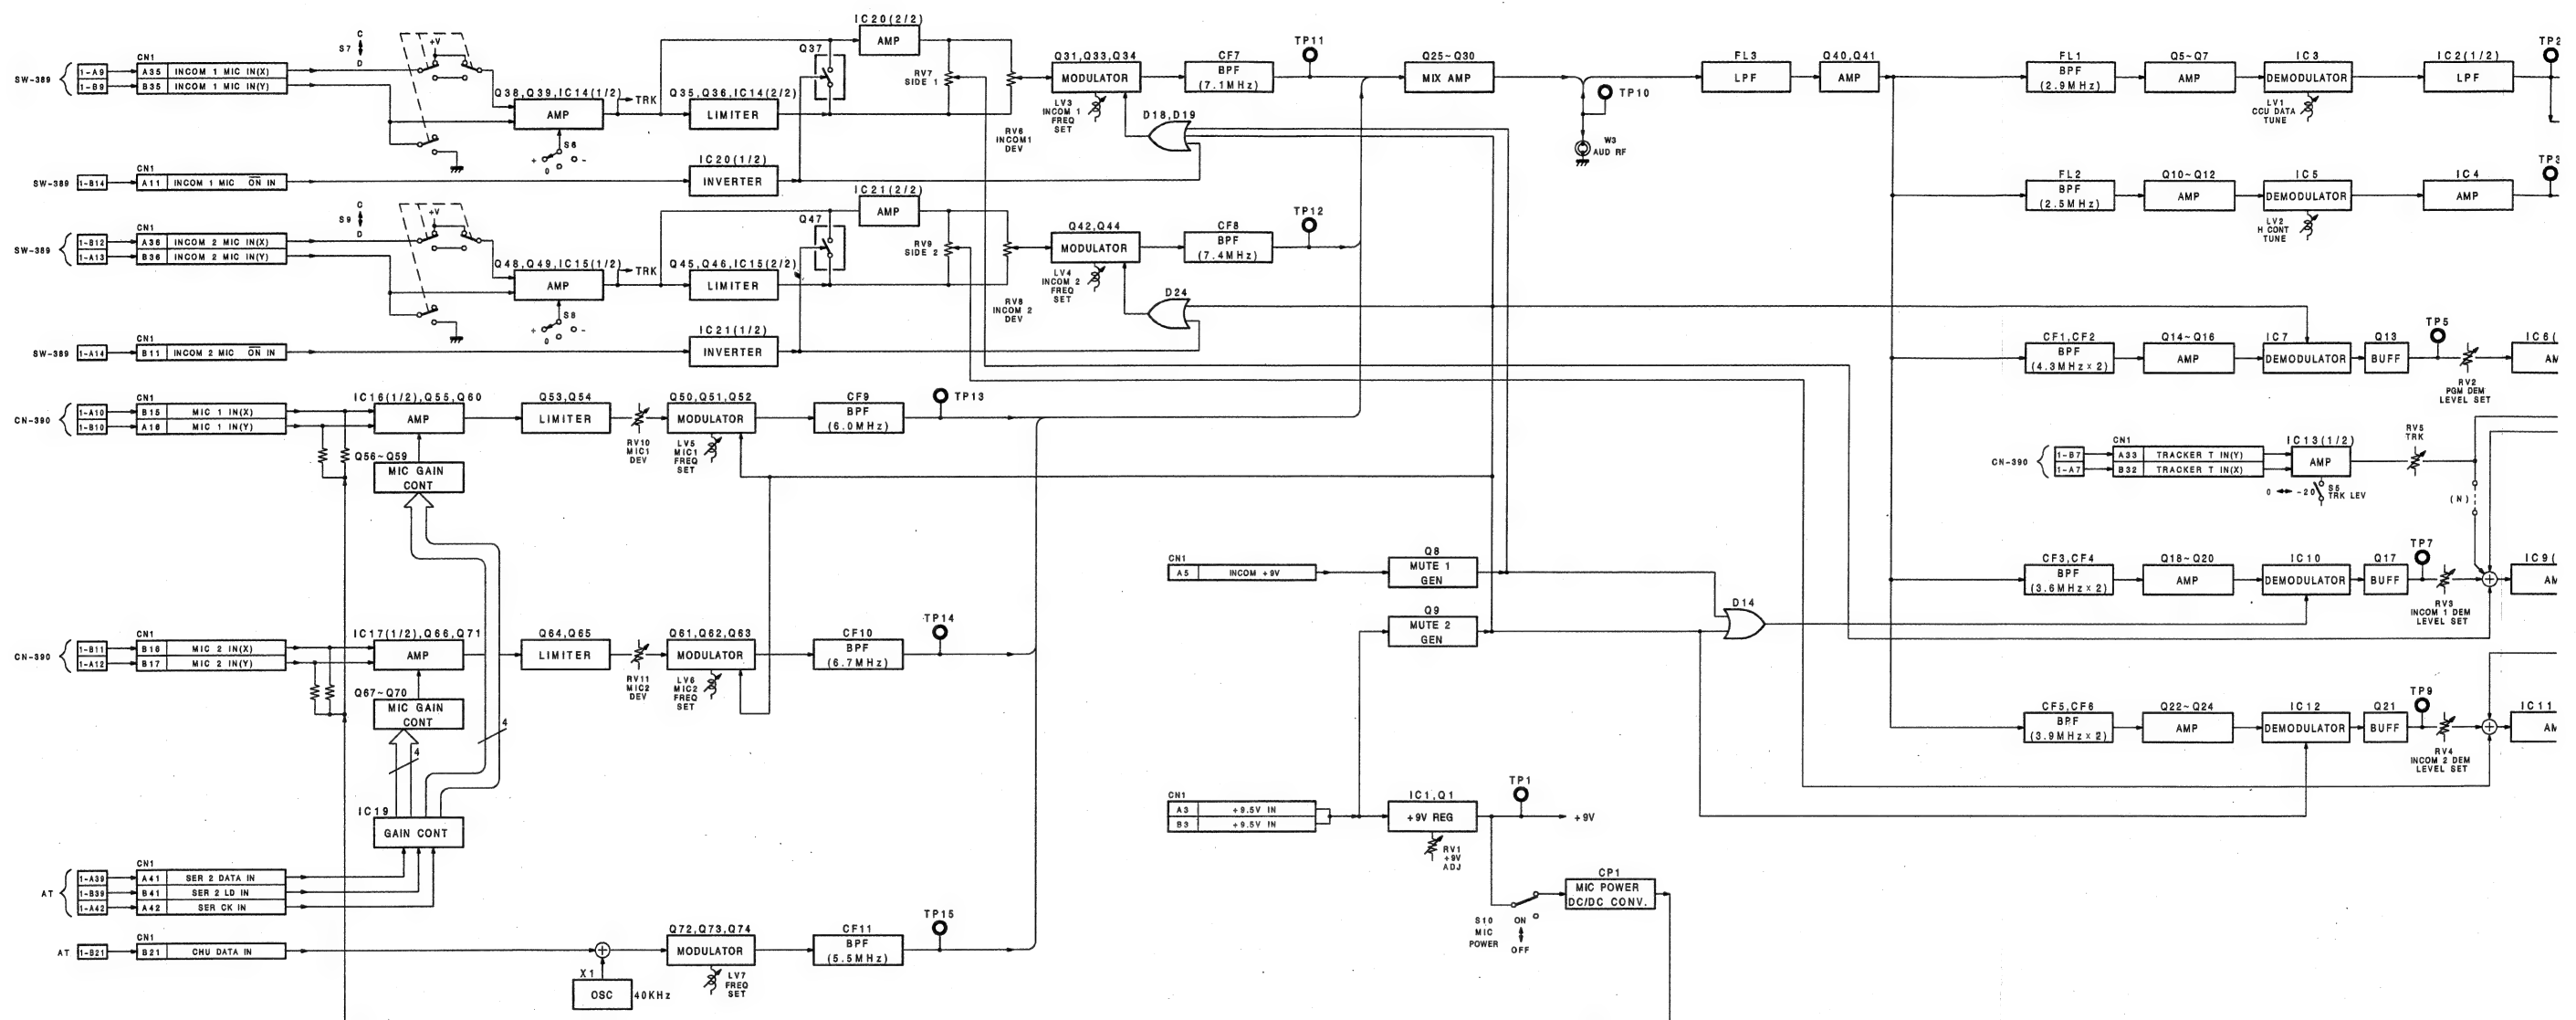 SW-389
1-A9
1-B9
CN1
A35 INCOM 1 MIC IN(X)
B35 INCOM 1 MIC IN(Y)
S7
C
D
+V
Q38, Q39, IC14(1/2)
AMP
TRK
S6
+ 0 -
Q35, Q36, IC14(2/2)
LIMITER
Q37
IC20(2/2)
AMP
RV7
SIDE 1
RV6
INCOM1
DEV
Q31, Q33, Q34
MODULATOR
LV3
INCOM 1
FREQ
SET
CF7
BPF
(7.1MHz)
TP11
Q25~Q30
MIX AMP
TP10
W3
AUD RF
FL3
LPF
Q40, Q41
AMP
FL1
BPF
(2.9MHz)
Q5~Q7
AMP
IC3
DEMODULATOR
LV1
CCU DATA
TUNE
IC2(1/2)
LPF
D18, D19
SW-389
1-B14
CN1
A11 INCOM 1 MIC ON IN
IC20(1/2)
INVERTER
FL2
BPF
(2.5MHz)
Q10~Q12
AMP
IC5
DEMODULATOR
LV2
H CONT
TUNE
IC4
AMP
SW-389
1-B12
1-A13
CN1
A36 INCOM 2 MIC IN(X)
B36 INCOM 2 MIC IN(Y)
S9
C
D
+V
Q48, Q49, IC15(1/2)
AMP
TRK
S8
+ 0 -
Q45, Q46, IC15(2/2)
LIMITER
Q47
IC21(2/2)
AMP
RV9
SIDE 2
RV8
INCOM 2
DEV
Q42, Q44
MODULATOR
LV4
INCOM 2
FREQ
SET
CF8
BPF
(7.4MHz)
TP12
D24
SW-389
1-A14
CN1
B11 INCOM 2 MIC ON IN
IC21(1/2)
INVERTER
CF1, CF2
BPF
(4.3MHz×2)
Q14~Q16
AMP
IC7
DEMODULATOR
Q13
BUFF
TP5
RV2
PGM DEM
LEVEL SET
CN-390
1-A10
1-B10
CN1
B15 MIC 1 IN(X)
A16 MIC 1 IN(Y)
IC16(1/2), Q55, Q60
AMP
Q56~Q59
MIC GAIN
CONT
Q53, Q54
LIMITER
RV10
MIC1
DEV
Q50, Q51, Q52
MODULATOR
LV5
MIC1
FREQ
SET
CF9
BPF
(6.0MHz)
TP13
CN-390
1-B7
1-A7
CN1
A33 TRACKER T IN(Y)
B32 TRACKER T IN(X)
IC13(1/2)
AMP
0 ↔ -20
S5
TRK LEV
RV5
TRK
(N)
CN1
A5 INCOM +9V
Q8
MUTE 1
GEN
Q9
MUTE 2
GEN
D14
CF3, CF4
BPF
(3.6MHz×2)
Q18~Q20
AMP
IC10
DEMODULATOR
Q17
BUFF
TP7
RV3
INCOM 1 DEM
LEVEL SET
CN-390
1-B11
1-A12
CN1
B16 MIC 2 IN(X)
B17 MIC 2 IN(Y)
IC17(1/2), Q66, Q71
AMP
Q67~Q70
MIC GAIN
CONT
4
4
Q64, Q65
LIMITER
RV11
MIC2
DEV
Q61, Q62, Q63
MODULATOR
LV6
MIC2
FREQ
SET
CF10
BPF
(6.7MHz)
TP14
CF5, CF6
BPF
(3.9MHz×2)
Q22~Q24
AMP
IC12
DEMODULATOR
Q21
BUFF
TP9
RV4
INCOM 2 DEM
LEVEL SET
IC11
IC19
GAIN CONT
CN1
A3 +9.5V IN
B3 +9.5V IN
IC1, Q1
+9V REG
RV1
+9V
ADJ
TP1
+9V
AT
1-A39
1-B39
1-A42
CN1
A41 SER 2 DATA IN
B41 SER 2 LD IN
A42 SER CK IN
S10
MIC
POWER
ON
OFF
CP1
MIC POWER
DC/DC CONV.
AT
1-B21
CN1
B21 CHU DATA IN
X1
OSC
40KHz
Q72, Q73, Q74
MODULATOR
LV7
FREQ
SET
CF11
BPF
(5.5MHz)
TP15